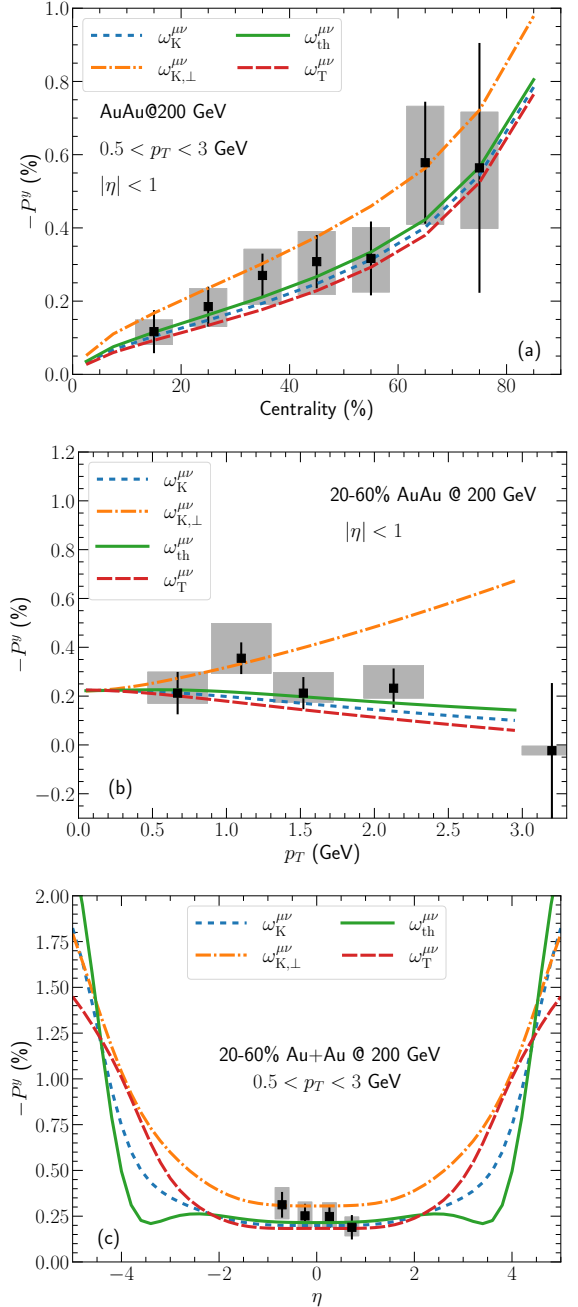 1.0
0.8
0.6
0.4
0.2
0.0
−P^y (%)
ω_K^{μν}
ω_{K,⊥}^{μν}
ω_th^{μν}
ω_T^{μν}
AuAu@200 GeV
0.5 < p_T < 3 GeV
|η| < 1
(a)
20 40 60 80
Centrality (%)
1.2
1.0
0.8
0.6
0.4
0.2
0.0
−0.2
−P^y (%)
ω_K^{μν}
ω_{K,⊥}^{μν}
ω_th^{μν}
ω_T^{μν}
20-60% AuAu @ 200 GeV
|η| < 1
(b)
0.0 0.5 1.0 1.5 2.0 2.5 3.0
p_T (GeV)
2.00
1.75
1.50
1.25
1.00
0.75
0.50
0.25
0.00
−P^y (%)
ω_K^{μν}
ω_{K,⊥}^{μν}
ω_th^{μν}
ω_T^{μν}
20-60% Au+Au @ 200 GeV
0.5 < p_T < 3 GeV
(c)
−4 −2 0 2 4
η